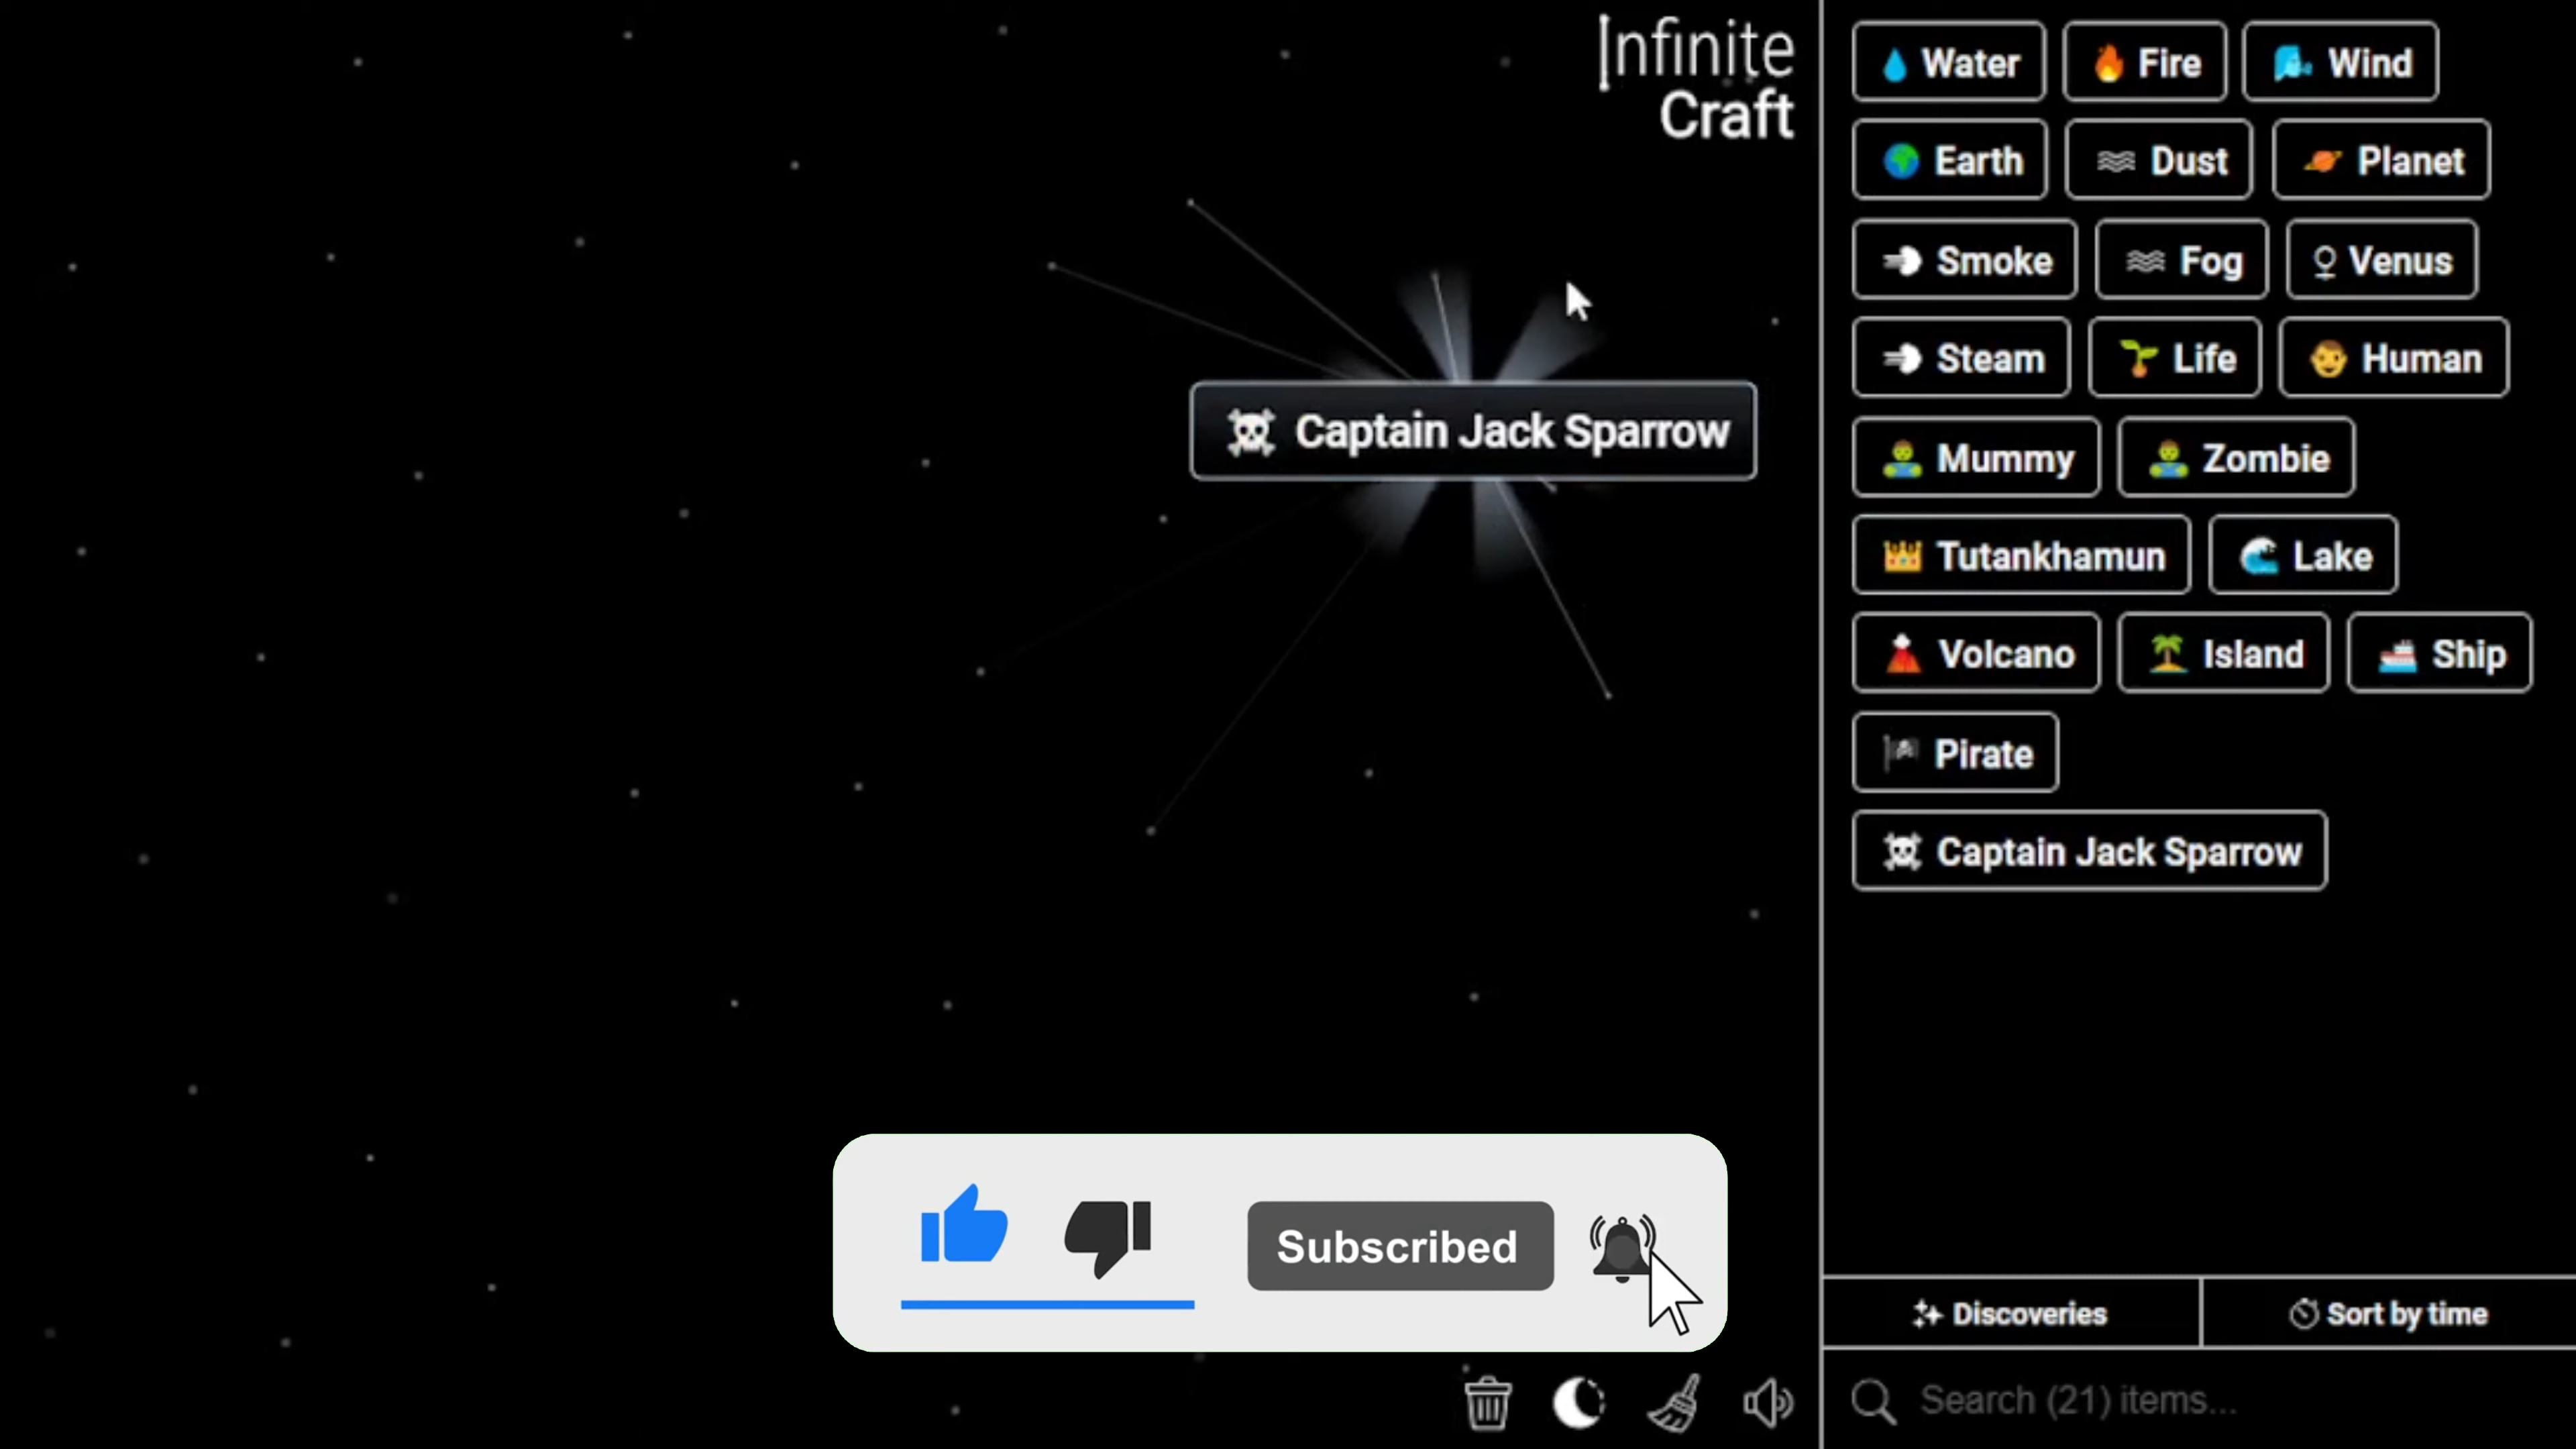 Infinite
Craft
Water Fire Wind
Earth Dust Planet
Smoke Fog Venus
Steam Life Human
Captain Jack Sparrow
Mummy Zombie
Tutankhamun Lake
Volcano Island Ship
Pirate
Captain Jack Sparrow
Subscribed
Discoveries Sort by time
Search (21) items...